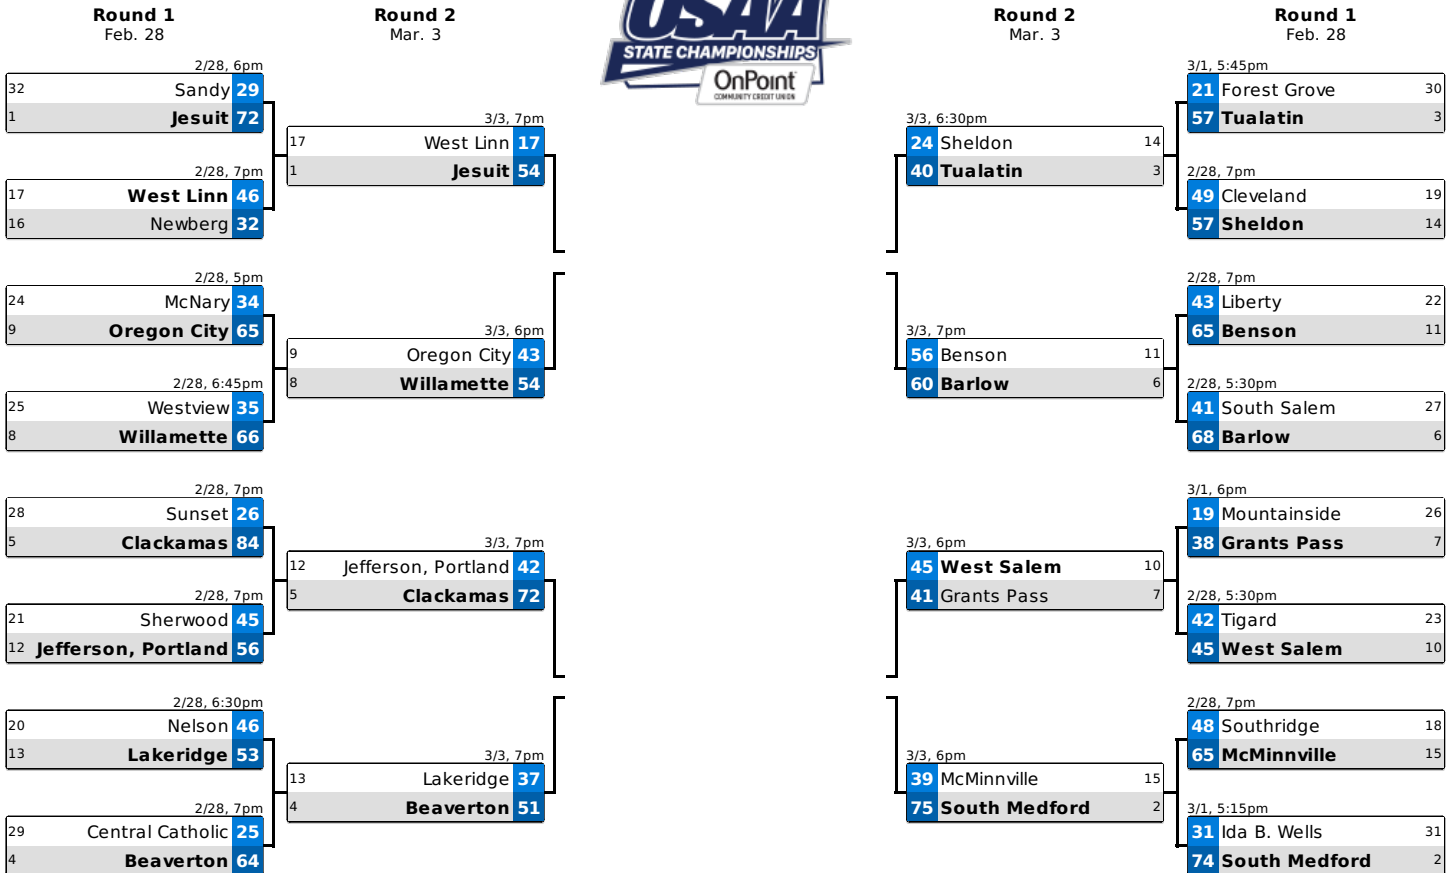 Round 1
Feb. 28
Round 2
Mar. 3
USAA
STATE CHAMPIONSHIPS
OnPoint
COMMUNITY CREDIT UNION
Round 2
Mar. 3
Round 1
Feb. 28
2/28, 6pm
32 Sandy 29
1 Jesuit 72
2/28, 7pm
17 West Linn 46
16 Newberg 32
2/28, 5pm
24 McNary 34
9 Oregon City 65
2/28, 6:45pm
25 Westview 35
8 Willamette 66
2/28, 7pm
28 Sunset 26
5 Clackamas 84
2/28, 7pm
21 Sherwood 45
12 Jefferson, Portland 56
2/28, 6:30pm
20 Nelson 46
13 Lakeridge 53
2/28, 7pm
29 Central Catholic 25
4 Beaverton 64
3/3, 7pm
17 West Linn 17
1 Jesuit 54
3/3, 6pm
9 Oregon City 43
8 Willamette 54
3/3, 7pm
12 Jefferson, Portland 42
5 Clackamas 72
3/3, 7pm
13 Lakeridge 37
4 Beaverton 51
3/3, 6:30pm
24 Sheldon 14
40 Tualatin 3
3/3, 7pm
56 Benson 11
60 Barlow 6
3/3, 6pm
45 West Salem 10
41 Grants Pass 7
3/3, 6pm
39 McMinnville 15
75 South Medford 2
3/1, 5:45pm
21 Forest Grove 30
57 Tualatin 3
2/28, 7pm
49 Cleveland 19
57 Sheldon 14
2/28, 7pm
43 Liberty 22
65 Benson 11
2/28, 5:30pm
41 South Salem 27
68 Barlow 6
3/1, 6pm
19 Mountainside 26
38 Grants Pass 7
2/28, 5:30pm
42 Tigard 23
45 West Salem 10
2/28, 7pm
48 Southridge 18
65 McMinnville 15
3/1, 5:15pm
31 Ida B. Wells 31
74 South Medford 2